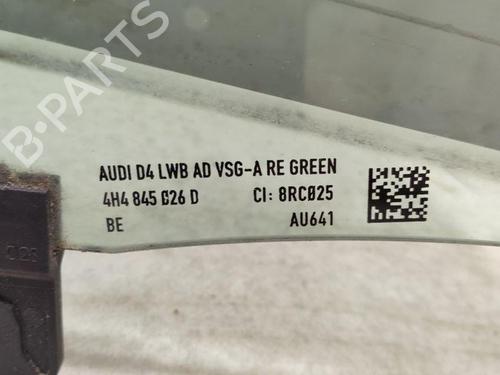 AUDI D4 LWB AD VSG-A RE GREEN
4H4 845 026 D CI: 8RC025
BE AU641
B-PARTS